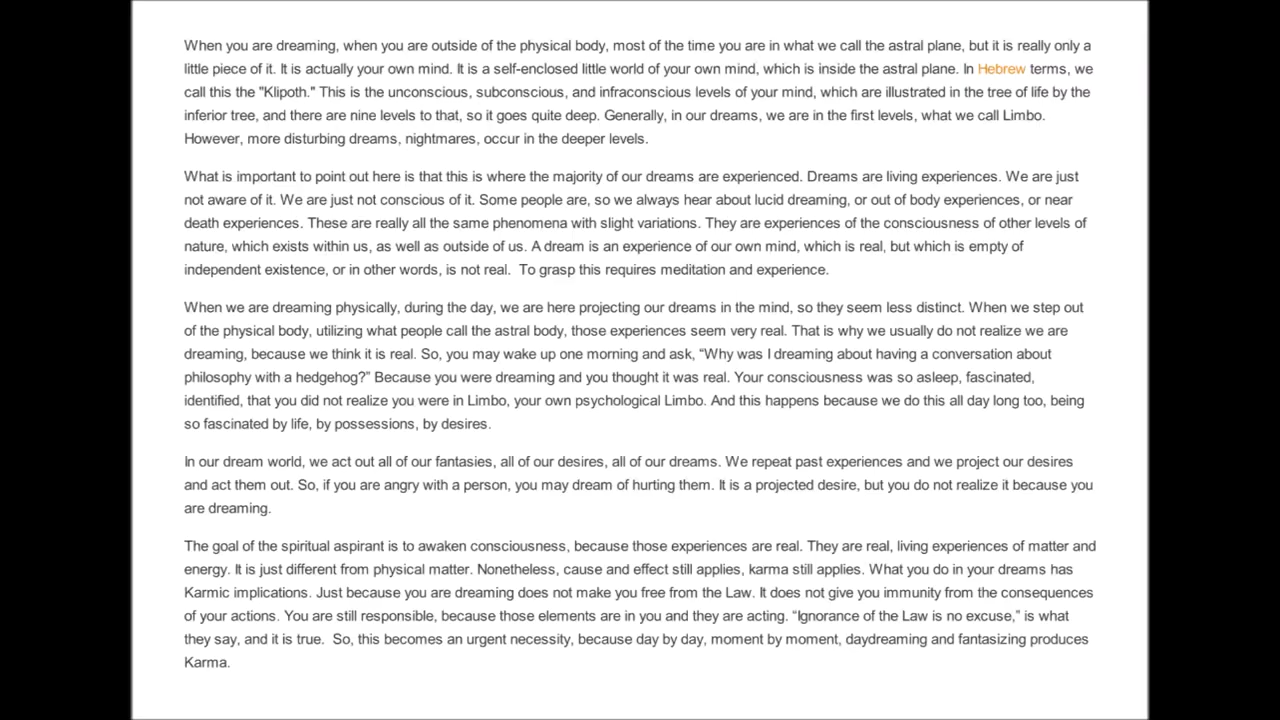 When you are dreaming, when you are outside of the physical body, most of the time you are in what we call the astral plane, but it is really only a
little piece of it. It is actually your own mind. It is a self-enclosed little world of your own mind, which is inside the astral plane. In Hebrew terms, we
call this the "Klipoth." This is the unconscious, subconscious, and infraconscious levels of your mind, which are illustrated in the tree of life by the
inferior tree, and there are nine levels to that, so it goes quite deep. Generally, in our dreams, we are in the first levels, what we call Limbo.
However, more disturbing dreams, nightmares, occur in the deeper levels.
What is important to point out here is that this is where the majority of our dreams are experienced. Dreams are living experiences. We are just
not aware of it. We are just not conscious of it. Some people are, so we always hear about lucid dreaming, or out of body experiences, or near
death experiences. These are really all the same phenomena with slight variations. They are experiences of the consciousness of other levels of
nature, which exists within us, as well as outside of us. A dream is an experience of our own mind, which is real, but which is empty of
independent existence, or in other words, is not real.  To grasp this requires meditation and experience.
When we are dreaming physically, during the day, we are here projecting our dreams in the mind, so they seem less distinct. When we step out
of the physical body, utilizing what people call the astral body, those experiences seem very real. That is why we usually do not realize we are
dreaming, because we think it is real. So, you may wake up one morning and ask, “Why was I dreaming about having a conversation about
philosophy with a hedgehog?” Because you were dreaming and you thought it was real. Your consciousness was so asleep, fascinated,
identified, that you did not realize you were in Limbo, your own psychological Limbo. And this happens because we do this all day long too, being
so fascinated by life, by possessions, by desires.
In our dream world, we act out all of our fantasies, all of our desires, all of our dreams. We repeat past experiences and we project our desires
and act them out. So, if you are angry with a person, you may dream of hurting them. It is a projected desire, but you do not realize it because you
are dreaming.
The goal of the spiritual aspirant is to awaken consciousness, because those experiences are real. They are real, living experiences of matter and
energy. It is just different from physical matter. Nonetheless, cause and effect still applies, karma still applies. What you do in your dreams has
Karmic implications. Just because you are dreaming does not make you free from the Law. It does not give you immunity from the consequences
of your actions. You are still responsible, because those elements are in you and they are acting. “Ignorance of the Law is no excuse,” is what
they say, and it is true.  So, this becomes an urgent necessity, because day by day, moment by moment, daydreaming and fantasizing produces
Karma.